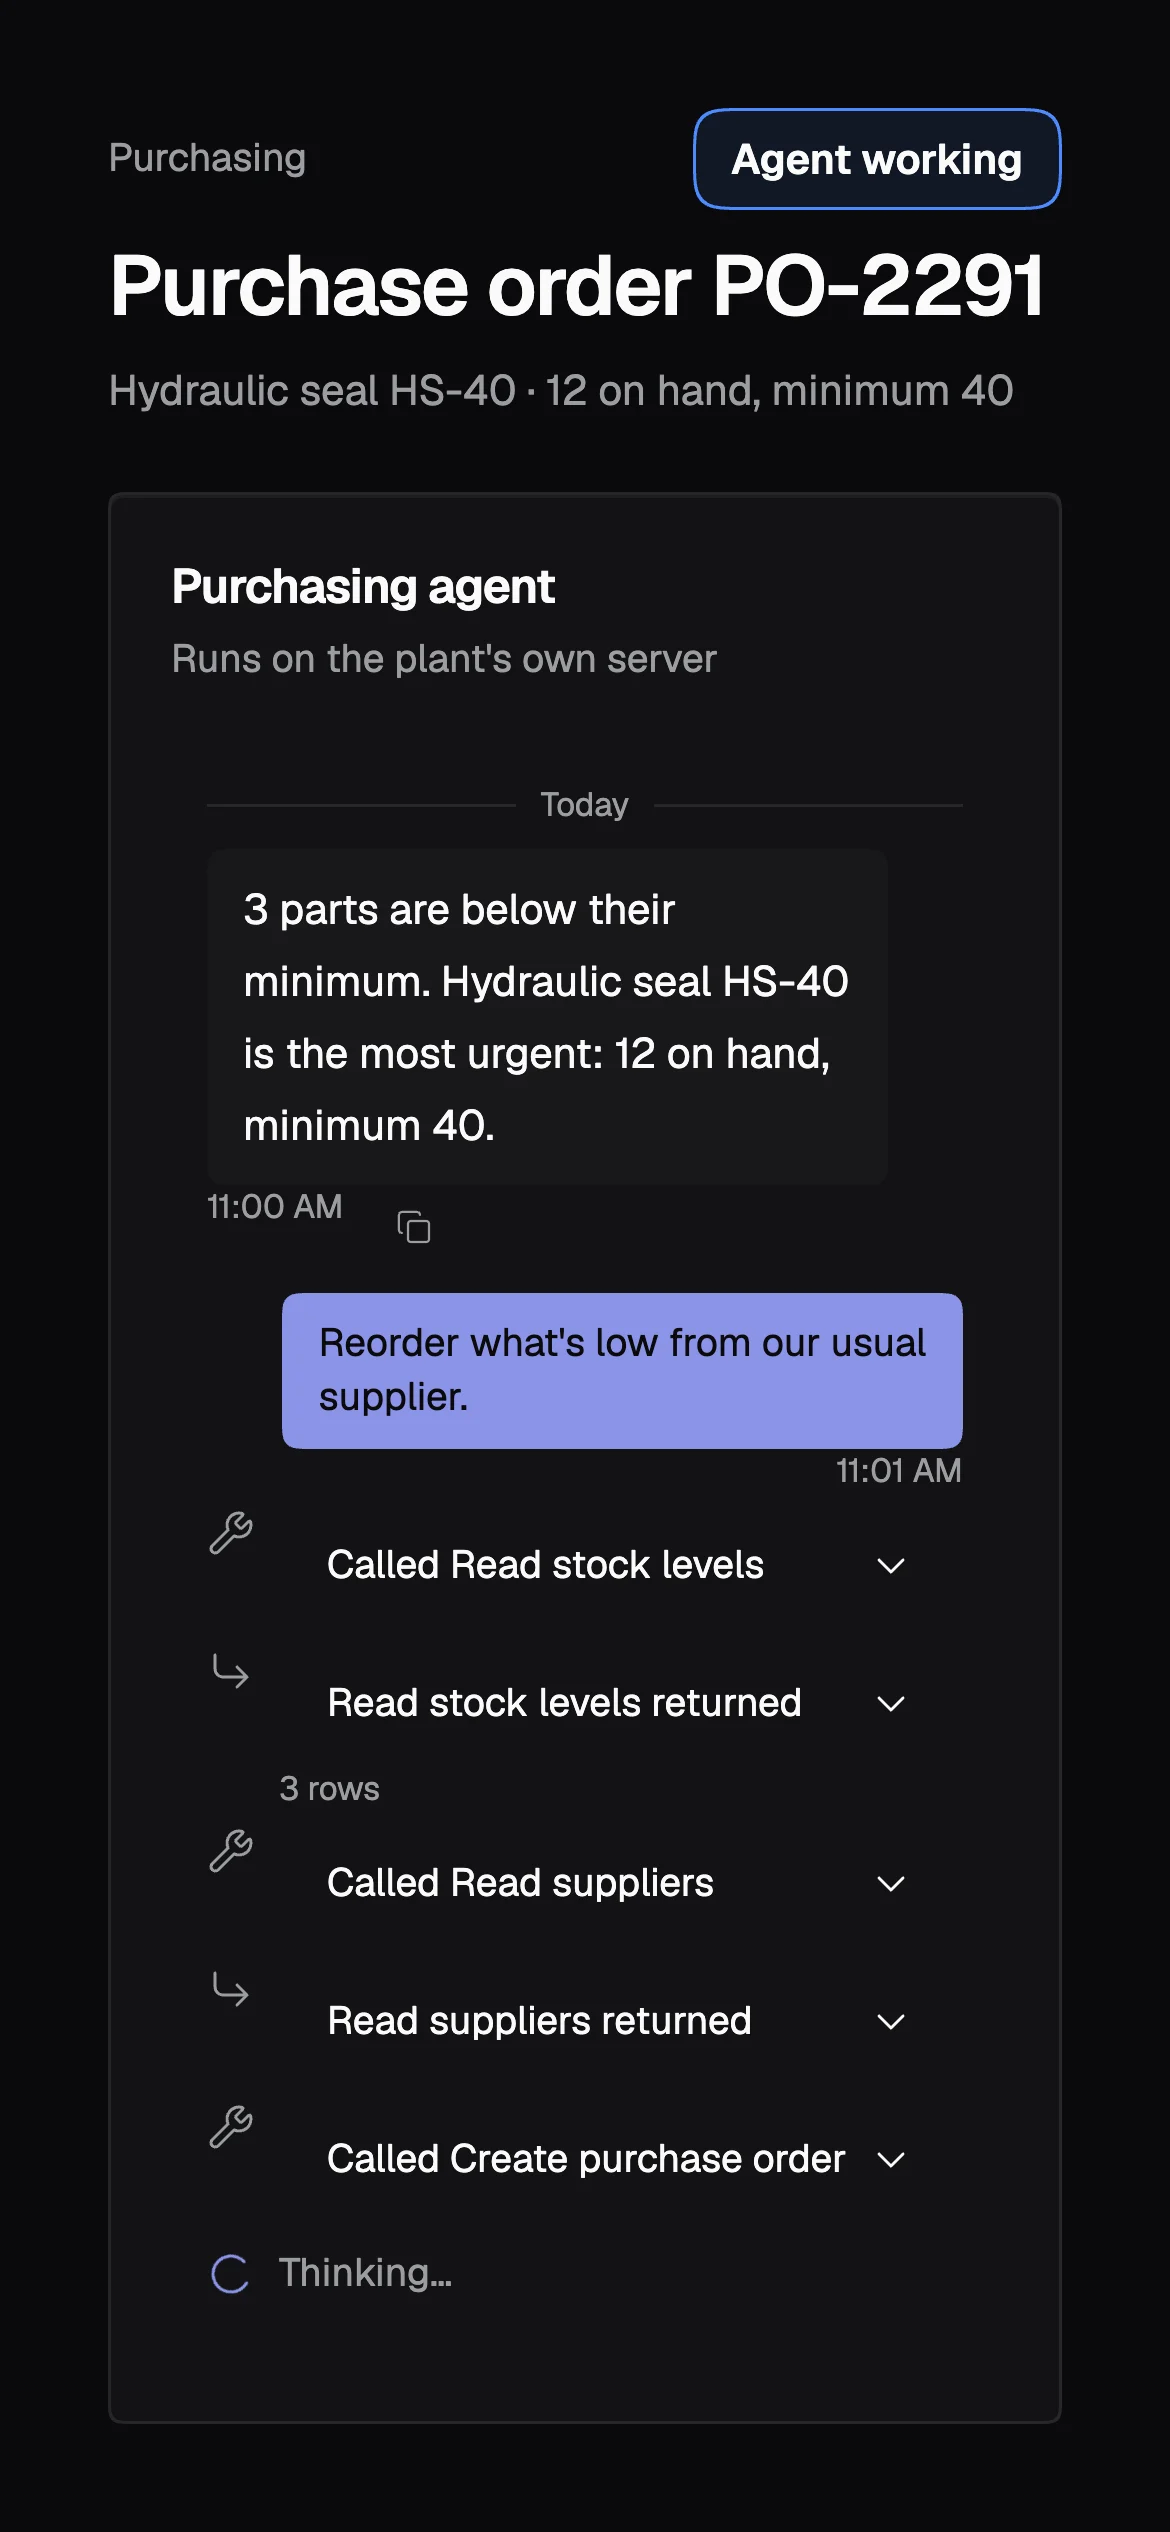 Purchasing
Agent working
Purchase order PO-2291
Hydraulic seal HS-40 · 12 on hand, minimum 40
Purchasing agent
Runs on the plant's own server
Today
3 parts are below their
minimum. Hydraulic seal HS-40
is the most urgent: 12 on hand,
minimum 40.
11:00 AM
Reorder what's low from our usual
supplier.
11:01 AM
Called Read stock levels
Read stock levels returned
3 rows
Called Read suppliers
Read suppliers returned
Called Create purchase order
Thinking...